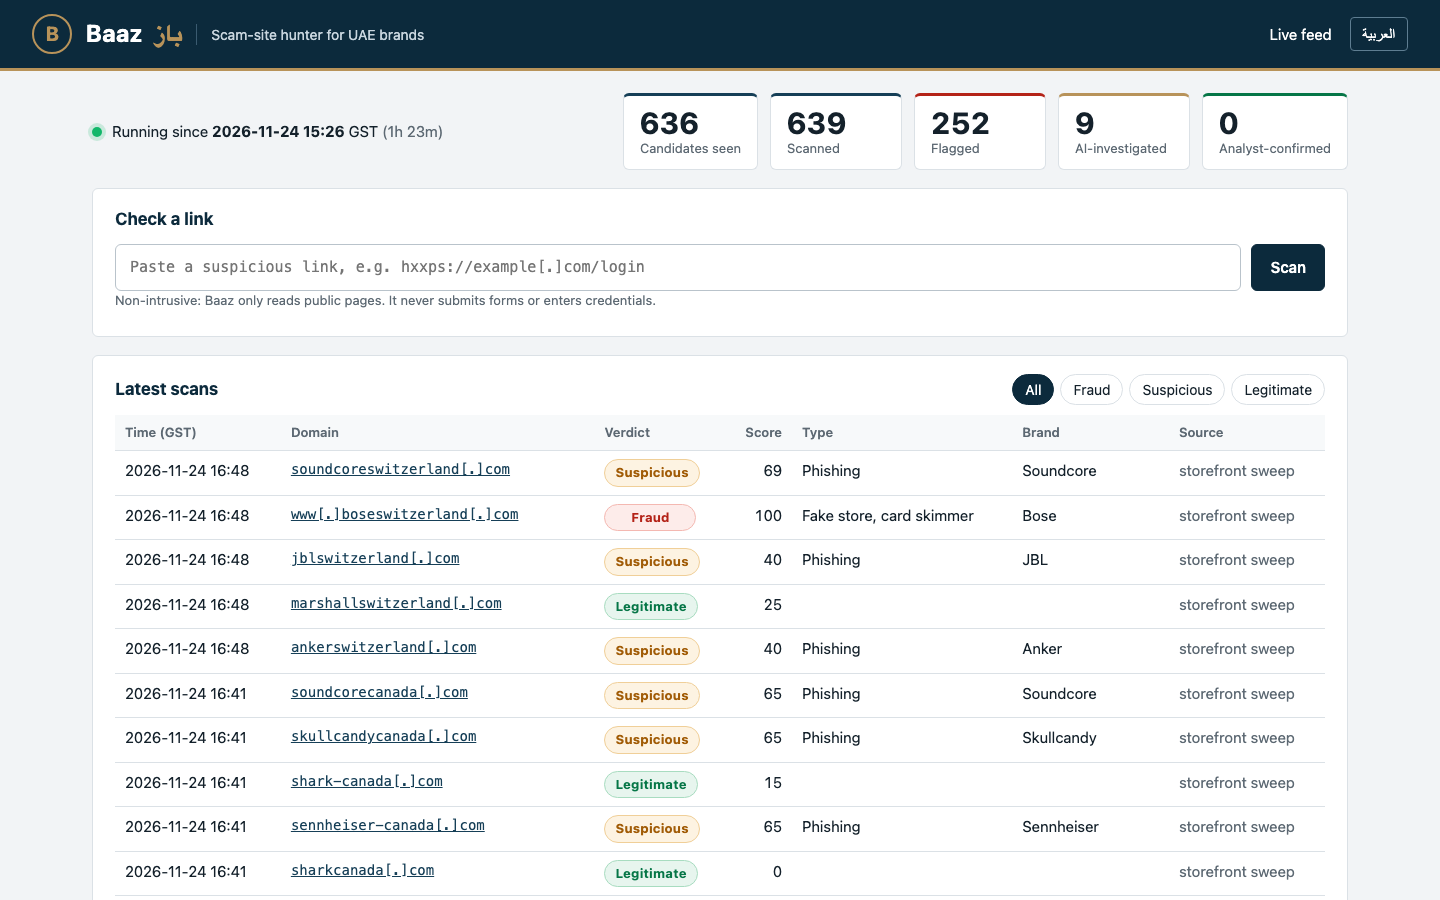 B Baaz باز Scam-site hunter for UAE brands Live feed العربية
Running since 2026-11-24 15:26 GST (1h 23m)
636 639 252 9 0
Candidates seen Scanned Flagged AI-investigated Analyst-confirmed
Check a link
Paste a suspicious link, e.g. hxxps://example[.]com/login Scan
Non-intrusive: Baaz only reads public pages. It never submits forms or enters credentials.
Latest scans All Fraud Suspicious Legitimate
Time (GST) Domain Verdict Score Type Brand Source
2026-11-24 16:48 soundcoreswitzerland[.]com Suspicious 69 Phishing Soundcore storefront sweep
2026-11-24 16:48 www[.]boseswitzerland[.]com Fraud 100 Fake store, card skimmer Bose storefront sweep
2026-11-24 16:48 jblswitzerland[.]com Suspicious 40 Phishing JBL storefront sweep
2026-11-24 16:48 marshallswitzerland[.]com Legitimate 25 storefront sweep
2026-11-24 16:48 ankerswitzerland[.]com Suspicious 40 Phishing Anker storefront sweep
2026-11-24 16:41 soundcorecanada[.]com Suspicious 65 Phishing Soundcore storefront sweep
2026-11-24 16:41 skullcandycanada[.]com Suspicious 65 Phishing Skullcandy storefront sweep
2026-11-24 16:41 shark-canada[.]com Legitimate 15 storefront sweep
2026-11-24 16:41 sennheiser-canada[.]com Suspicious 65 Phishing Sennheiser storefront sweep
2026-11-24 16:41 sharkcanada[.]com Legitimate 0 storefront sweep